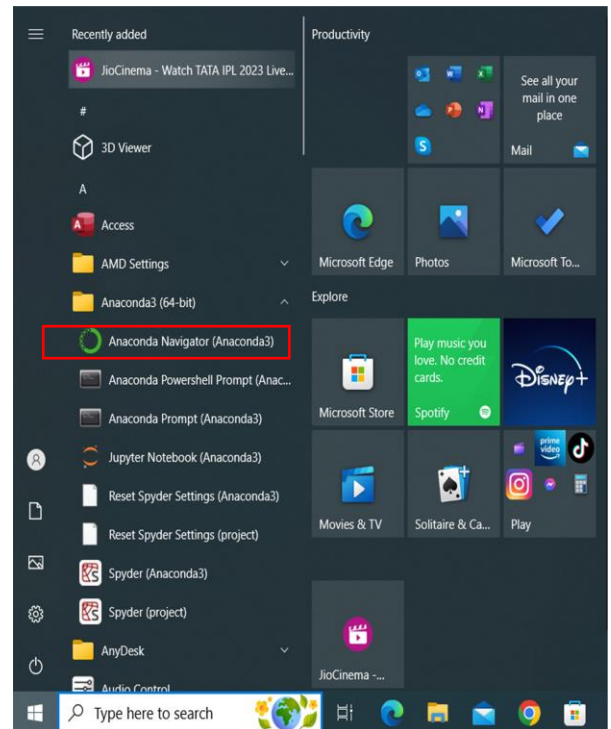 Recently added
JioCinema - Watch TATA IPL 2023 Live...
#
3D Viewer
A
Access
AMD Settings
Anaconda3 (64-bit)
Anaconda Navigator (Anaconda3)
Anaconda Powershell Prompt (Anac...
Anaconda Prompt (Anaconda3)
Jupyter Notebook (Anaconda3)
Reset Spyder Settings (Anaconda3)
Reset Spyder Settings (project)
Spyder (Anaconda3)
Spyder (project)
AnyDesk
Audio Control
Productivity
See all your
mail in one
place
Mail
Microsoft Edge
Photos
Microsoft To...
Explore
Microsoft Store
Play music you
love. No credit
cards.
Spotify
Disney+
Movies & TV
Solitaire & Ca...
prime
video
Play
JioCinema -...
Type here to search